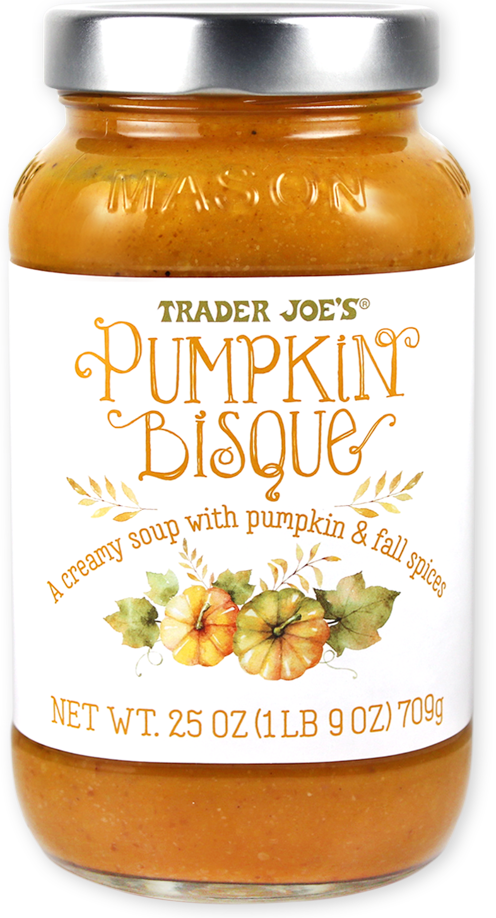 MASON
TRADER JOE'S®
PUMPKIN
BISQUE
A creamy soup with pumpkin & fall spices
NET WT. 25 OZ (1 LB 9 OZ) 709g